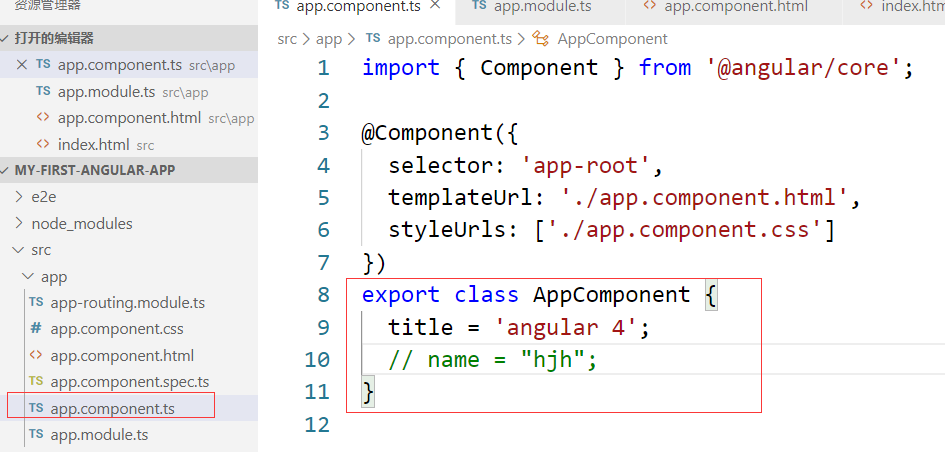 资源管理器
打开的编辑器
TS app.component.ts src\app
TS app.module.ts src\app
<> app.component.html src\app
<> index.html src
MY-FIRST-ANGULAR-APP
e2e
node_modules
src
app
TS app-routing.module.ts
# app.component.css
<> app.component.html
TS app.component.spec.ts
TS app.component.ts
TS app.module.ts
TS app.component.ts TS app.module.ts <> app.component.html <> index.htm
src > app > TS app.component.ts > AppComponent
1 import { Component } from '@angular/core';
2
3 @Component({
4 selector: 'app-root',
5 templateUrl: './app.component.html',
6 styleUrls: ['./app.component.css']
7 })
8 export class AppComponent {
9 title = 'angular 4';
10 // name = "hjh";
11 }
12